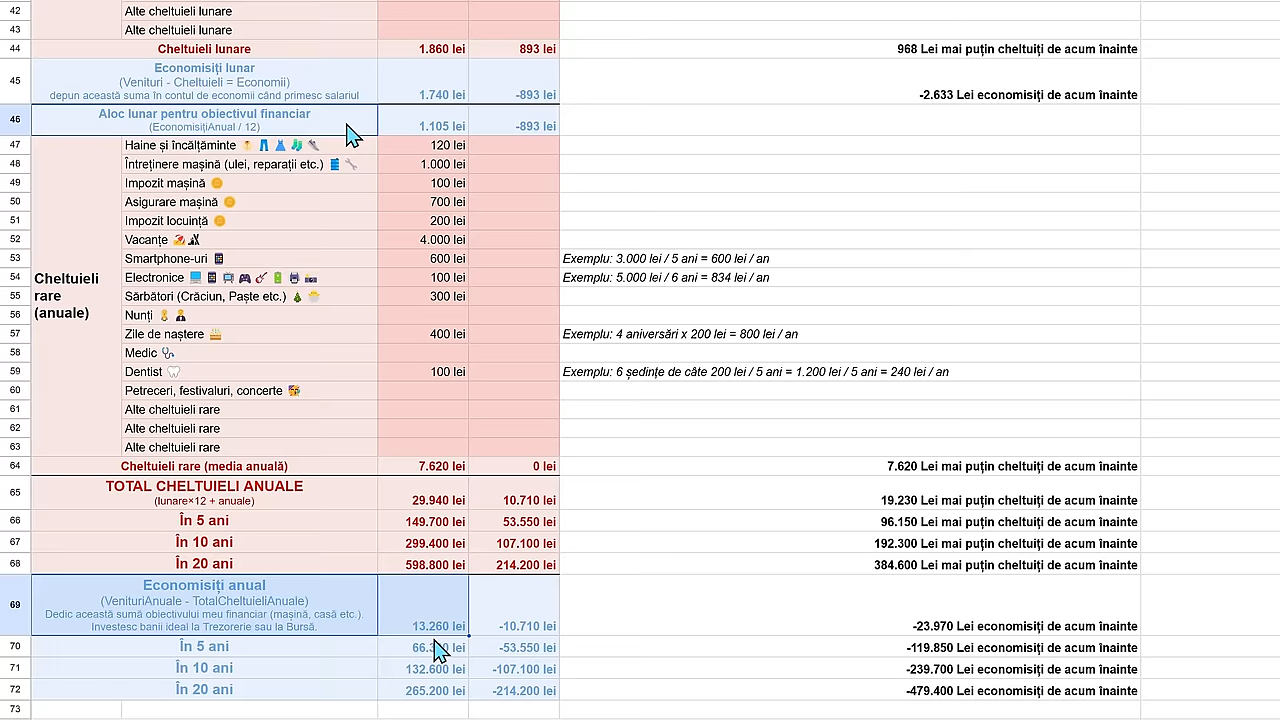 42 Alte cheltuieli lunare
43 Alte cheltuieli lunare
44 Cheltuieli lunare 1.860 lei 893 lei 968 Lei mai puțin cheltuiți de acum înainte
Economisiți lunar
45 (Venituri - Cheltuieli = Economii)
depun această suma în contul de economii când primesc salariul 1.740 lei -893 lei -2.633 Lei economisiți de acum înainte
46 Aloc lunar pentru obiectivul financiar
(EconomisițiAnual / 12) 1.105 lei -893 lei
47 Haine și încălțăminte 120 lei
48 Întreținere mașină (ulei, reparații etc.) 1.000 lei
49 Impozit mașină 100 lei
50 Asigurare mașină 700 lei
51 Impozit locuință 200 lei
52 Vacanțe 4.000 lei
53 Smartphone-uri 600 lei Exemplu: 3.000 lei / 5 ani = 600 lei / an
54 Electronice 100 lei Exemplu: 5.000 lei / 6 ani = 834 lei / an
Cheltuieli
rare
(anuale)
55 Sărbători (Crăciun, Paște etc.) 300 lei
56 Nunți
57 Zile de naștere 400 lei Exemplu: 4 aniversări x 200 lei = 800 lei / an
58 Medic
59 Dentist 100 lei Exemplu: 6 ședințe de câte 200 lei / 5 ani = 1.200 lei / 5 ani = 240 lei / an
60 Petreceri, festivaluri, concerte
61 Alte cheltuieli rare
62 Alte cheltuieli rare
63 Alte cheltuieli rare
64 Cheltuieli rare (media anuală) 7.620 lei 0 lei 7.620 Lei mai puțin cheltuiți de acum înainte
65 TOTAL CHELTUIELI ANUALE
(lunare×12 + anuale) 29.940 lei 10.710 lei 19.230 Lei mai puțin cheltuiți de acum înainte
66 În 5 ani 149.700 lei 53.550 lei 96.150 Lei mai puțin cheltuiți de acum înainte
67 În 10 ani 299.400 lei 107.100 lei 192.300 Lei mai puțin cheltuiți de acum înainte
68 În 20 ani 598.800 lei 214.200 lei 384.600 Lei mai puțin cheltuiți de acum înainte
Economisiți anual
69 (VenituriAnuale - TotalCheltuieliAnuale)
Dedic această sumă obiectivului meu financiar (mașină, casă etc.).
Investesc banii ideal la Trezorerie sau la Bursă. 13.260 lei -10.710 lei -23.970 Lei economisiți de acum înainte
70 În 5 ani lei -53.550 lei -119.850 Lei economisiți de acum înainte
71 În 10 ani 132.600 lei -107.100 lei -239.700 Lei economisiți de acum înainte
72 În 20 ani 265.200 lei -214.200 lei -479.400 Lei economisiți de acum înainte
73